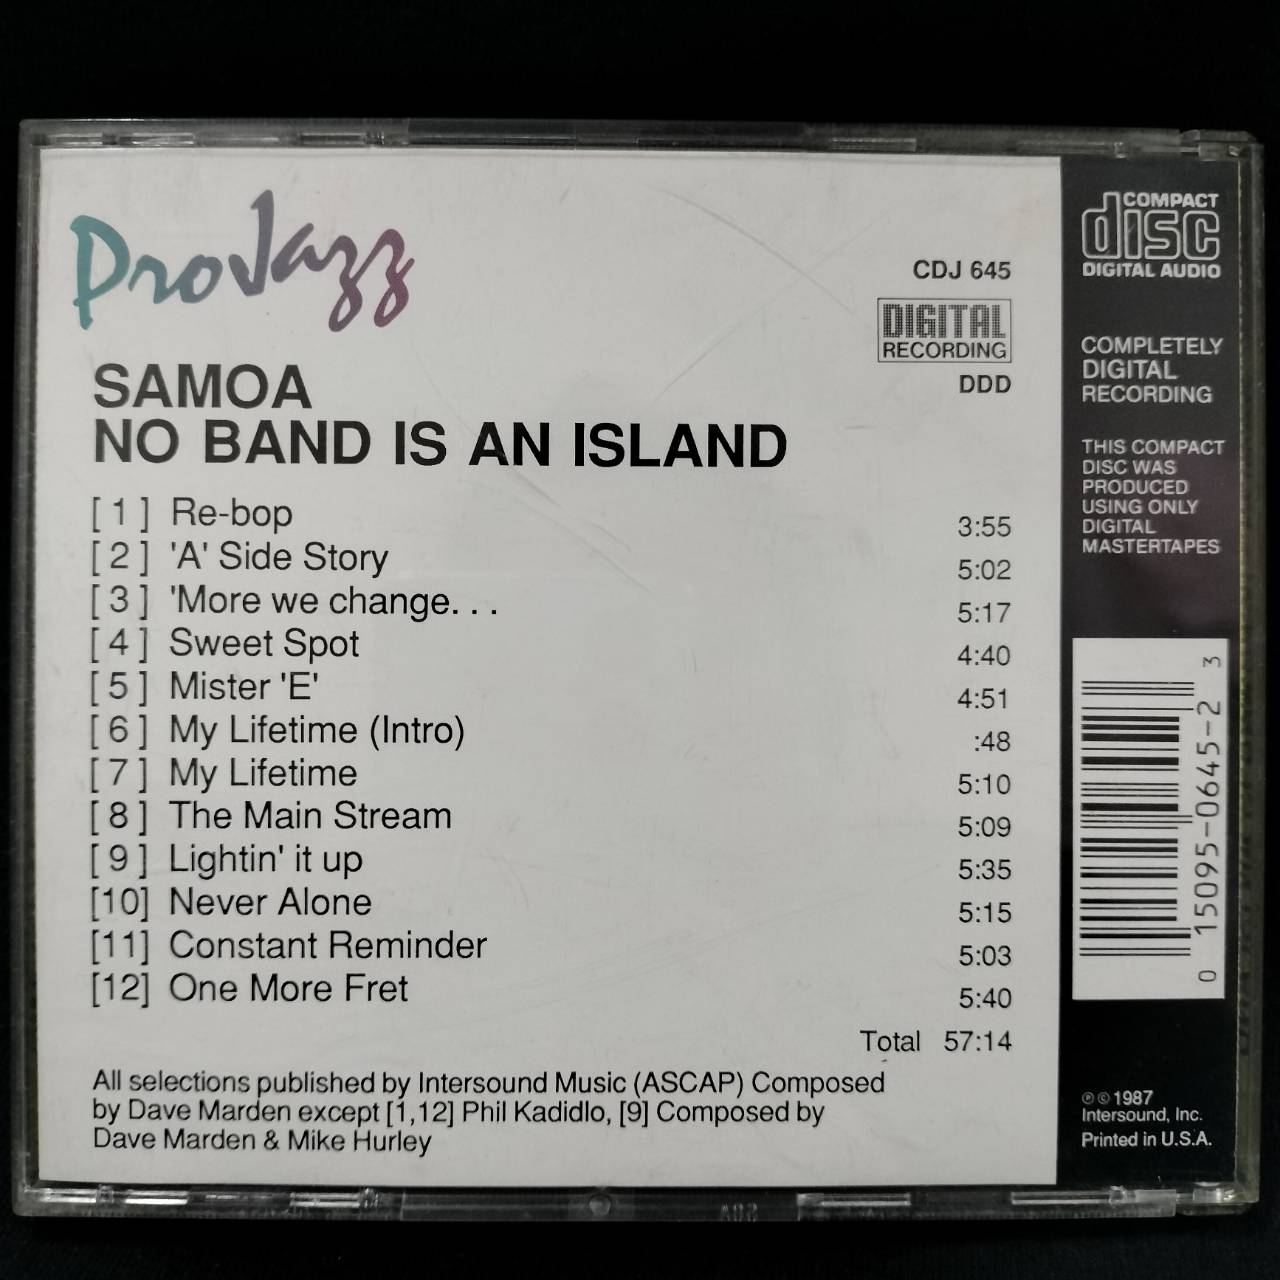 ProJazz
CDJ 645
DIGITAL
RECORDING
DDD
SAMOA
NO BAND IS AN ISLAND
[ 1 ] Re-bop 3:55
[ 2 ] 'A' Side Story 5:02
[ 3 ] 'More we change. . . 5:17
[ 4 ] Sweet Spot 4:40
[ 5 ] Mister 'E' 4:51
[ 6 ] My Lifetime (Intro) :48
[ 7 ] My Lifetime 5:10
[ 8 ] The Main Stream 5:09
[ 9 ] Lightin' it up 5:35
[10] Never Alone 5:15
[11] Constant Reminder 5:03
[12] One More Fret 5:40
Total 57:14
All selections published by Intersound Music (ASCAP) Composed
by Dave Marden except [1,12] Phil Kadidlo, [9] Composed by
Dave Marden & Mike Hurley
COMPACT
disc
DIGITAL AUDIO
COMPLETELY
DIGITAL
RECORDING
THIS COMPACT
DISC WAS
PRODUCED
USING ONLY
DIGITAL
MASTERTAPES
0 15095-0645-2 3
℗ © 1987
Intersound, Inc.
Printed in U.S.A.